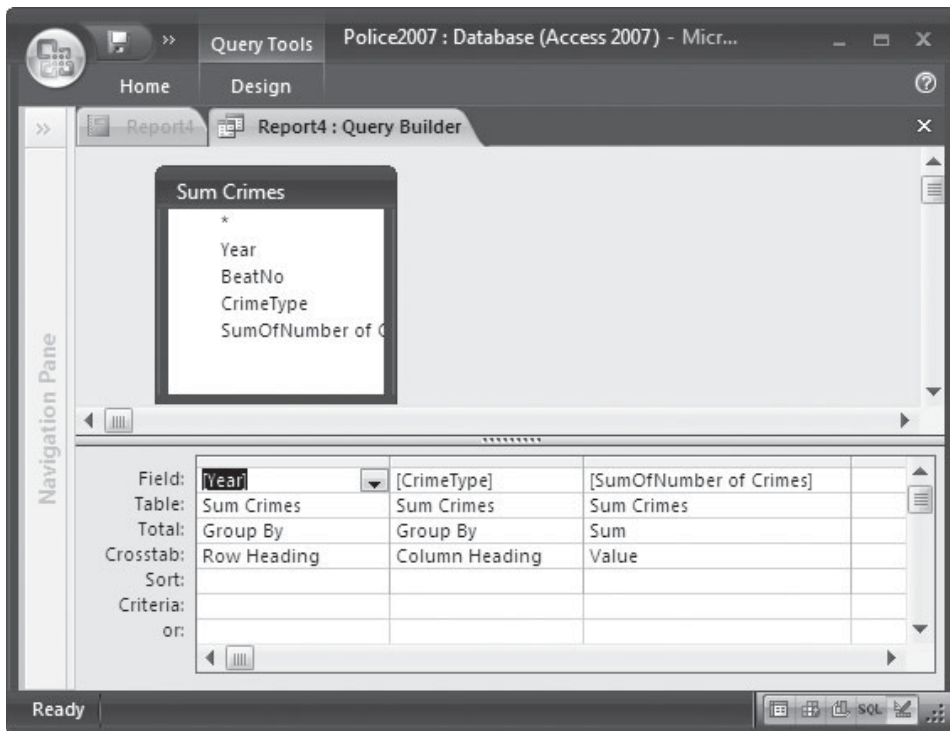 Query Tools Police2007 : Database (Access 2007) - Micr...
Home Design
Report4 Report4 : Query Builder
Navigation Pane
Sum Crimes
*
Year
BeatNo
CrimeType
SumOfNumber of C
Field: [Year] [CrimeType] [SumOfNumber of Crimes]
Table: Sum Crimes Sum Crimes Sum Crimes
Total: Group By Group By Sum
Crosstab: Row Heading Column Heading Value
Sort:
Criteria:
or:
Ready SQL